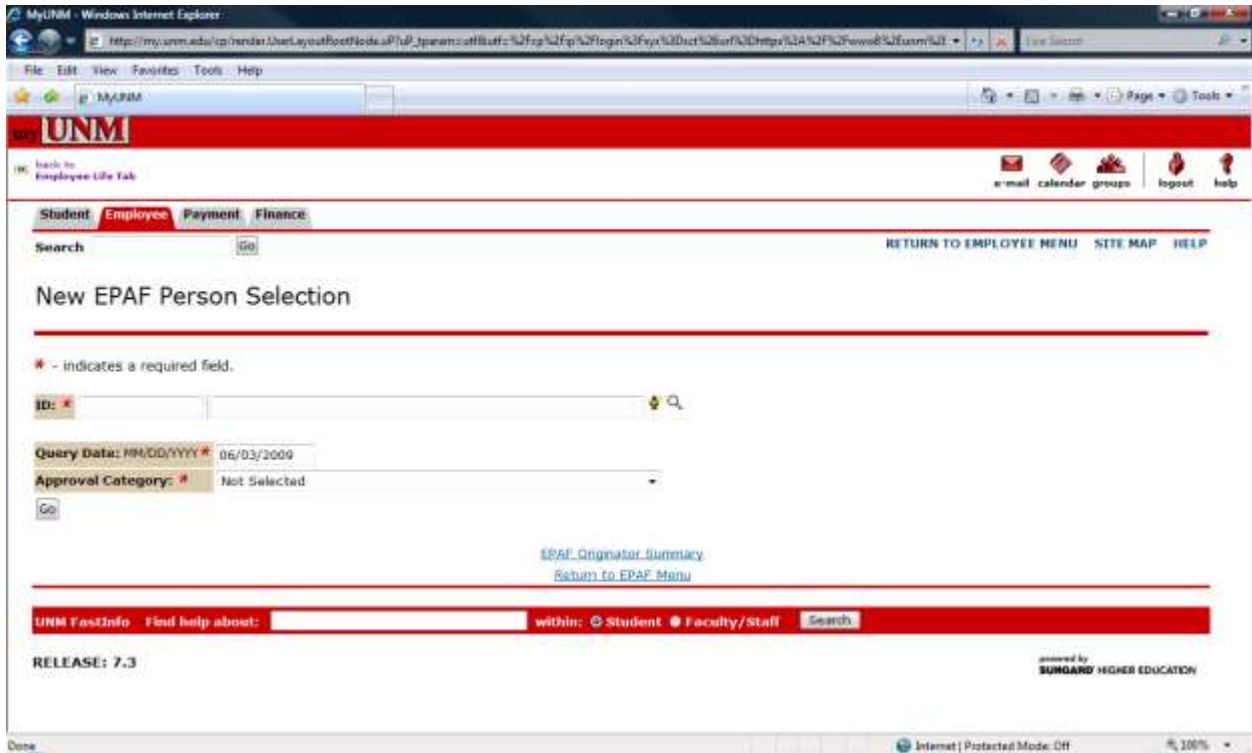 MyUNM - Windows Internet Explorer
File Edit View Favorites Tools Help
MyUNM
Page Tools
my UNM
back to
Employee Life Tab
e-mail calendar groups logout help
Student Employee Payment Finance
Search Go
RETURN TO EMPLOYEE MENU SITE MAP HELP
New EPAF Person Selection
* - indicates a required field.
ID: *
Query Date: MM/DD/YYYY * 06/03/2009
Approval Category: * Not Selected
Go
EPAF Originator Summary
Return to EPAF Menu
UNM FastInfo Find help about: within: Student Faculty/Staff Search
RELEASE: 7.3
powered by
SUNGARD HIGHER EDUCATION
Done
Internet | Protected Mode: Off 100%